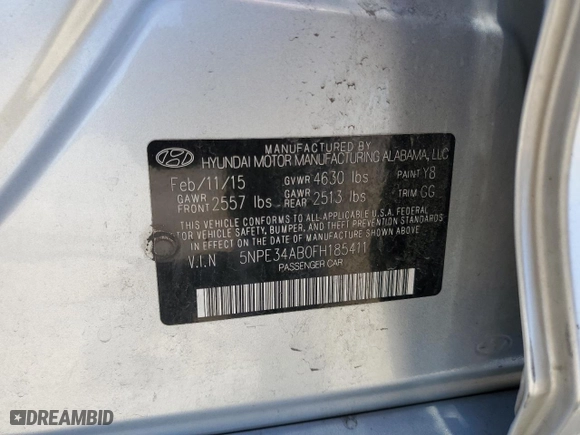 MANUFACTURED BY
HYUNDAI MOTOR MANUFACTURING ALABAMA, LLC
Feb/11/15 GVWR 4630 lbs PAINT Y8
GAWR FRONT 2557 lbs GAWR REAR 2513 lbs TRIM GG
THIS VEHICLE CONFORMS TO ALL APPLICABLE U.S.A. FEDERAL
MOTOR VEHICLE SAFETY, BUMPER, AND THEFT PREVENTION
STANDARDS IN EFFECT ON THE DATE OF MANUFACTURE SHOWN ABOVE.
V.I.N 5NPE34AB0FH185411
PASSENGER CAR
DREAMBID